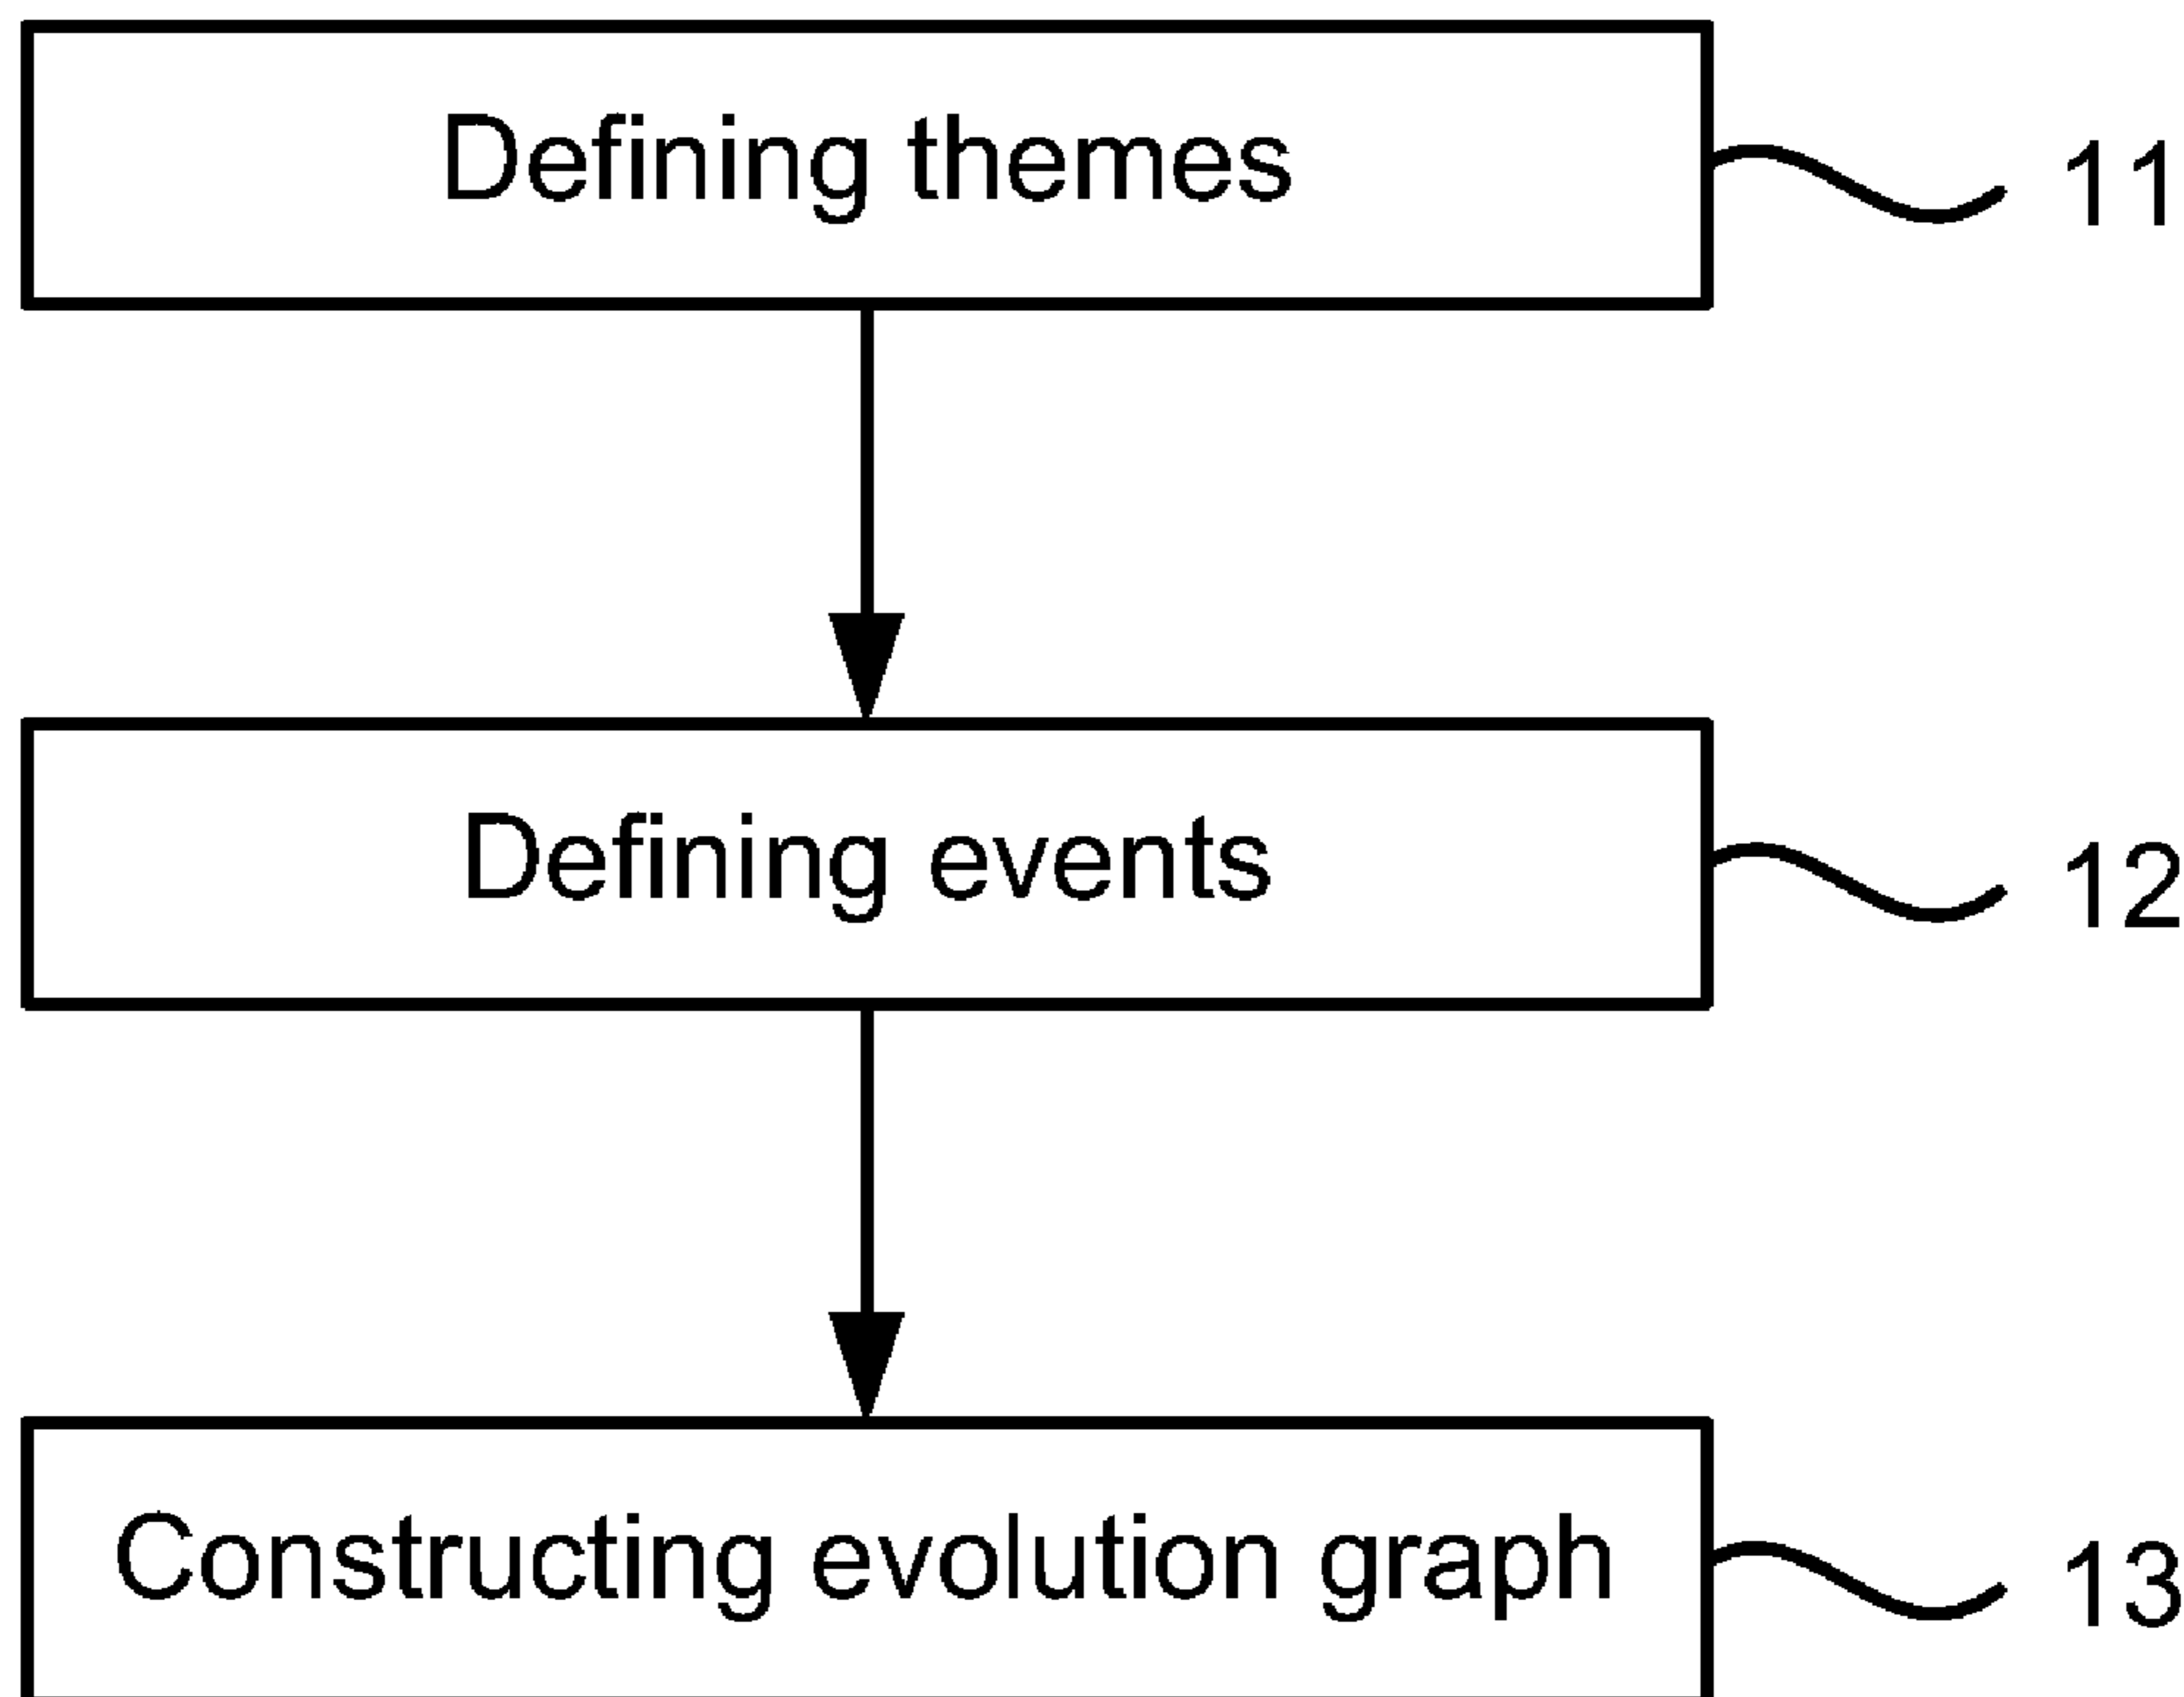 Defining themes 11
Defining events 12
Constructing evolution graph 13